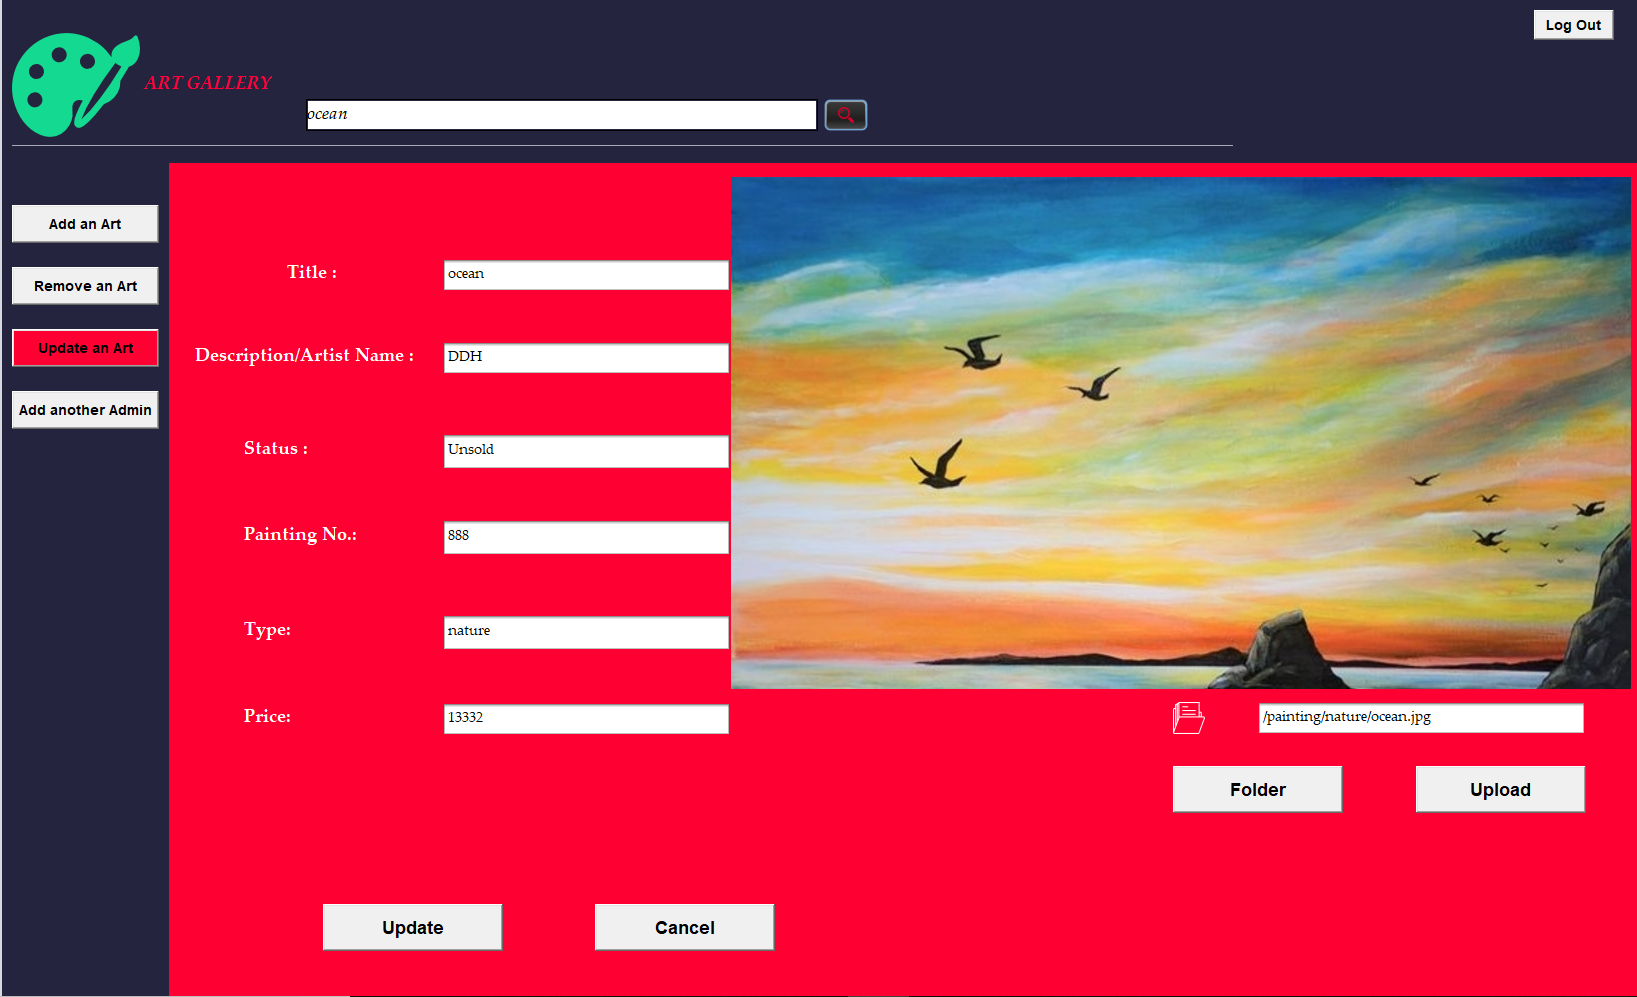 Log Out
ART GALLERY
ocean
Add an Art
Remove an Art
Update an Art
Add another Admin
Title :
ocean
Description/Artist Name :
DDH
Status :
Unsold
Painting No.:
888
Type:
nature
Price:
13332
/painting/nature/ocean.jpg
Folder
Upload
Update
Cancel